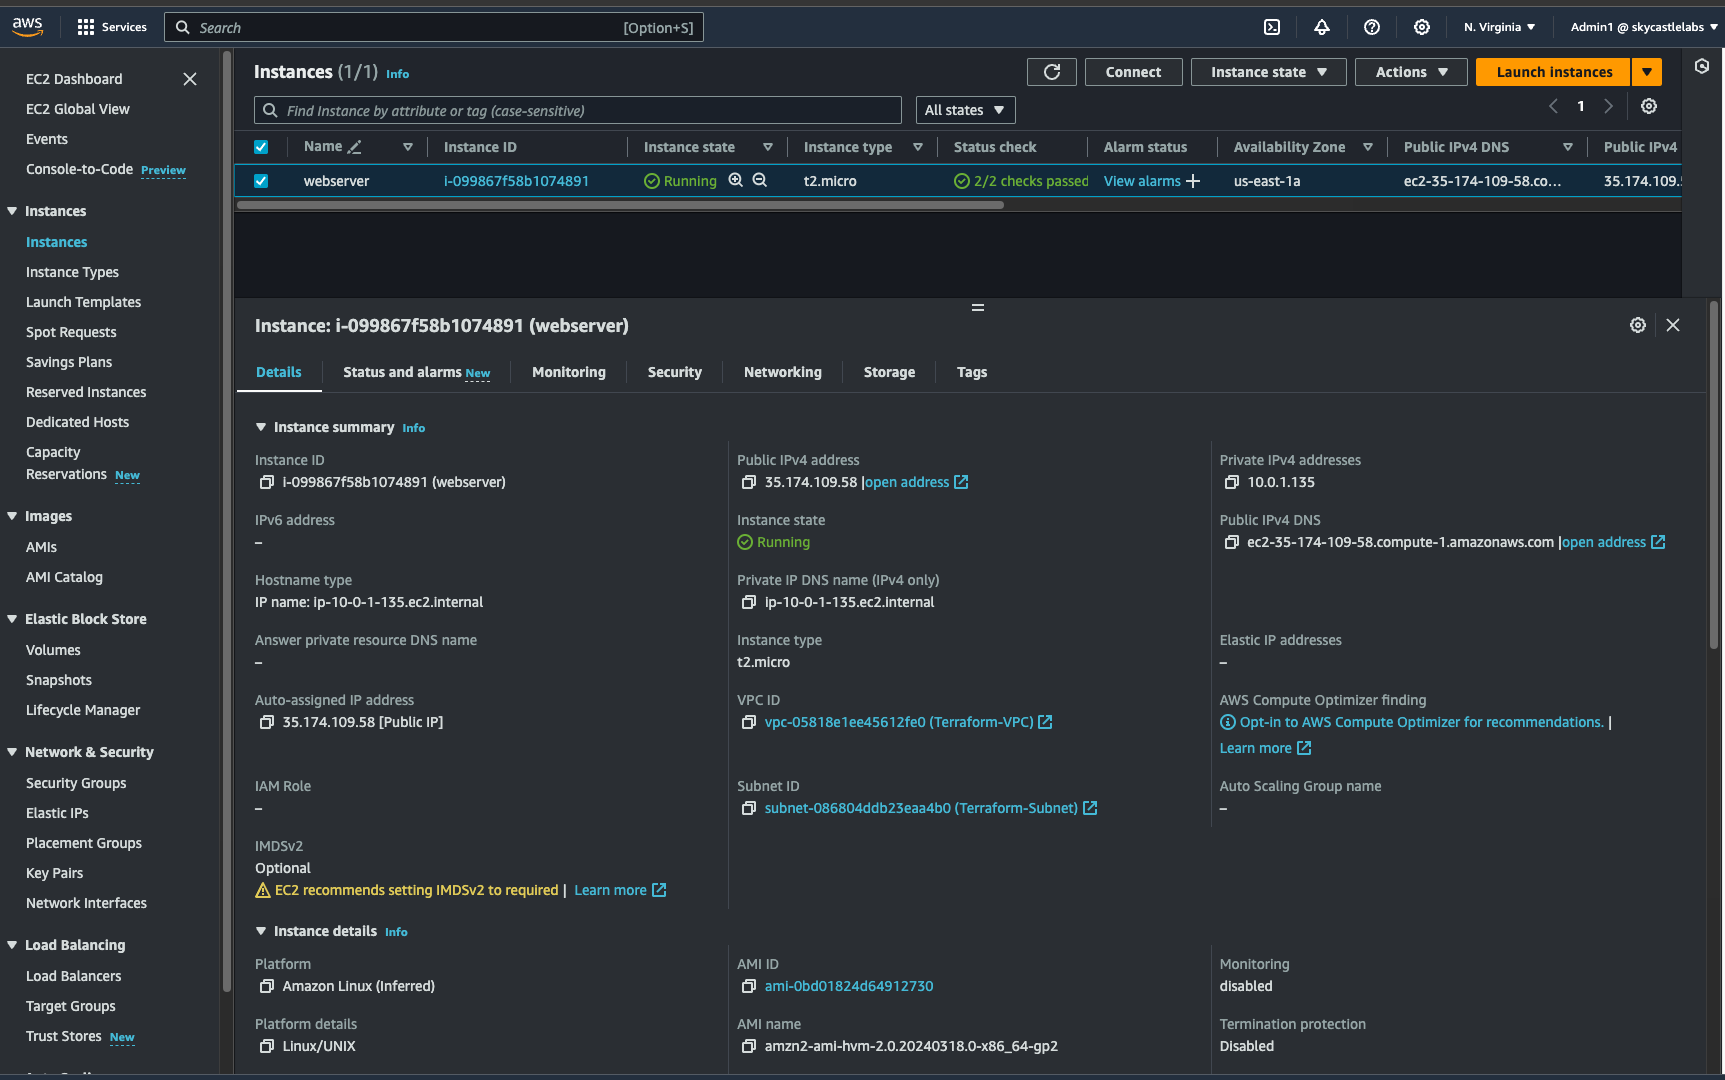 aws
Services
Search
[Option+S]
N. Virginia
Admin1 @ skycastlelabs
EC2 Dashboard
EC2 Global View
Events
Console-to-Code Preview
Instances
Instances
Instance Types
Launch Templates
Spot Requests
Savings Plans
Reserved Instances
Dedicated Hosts
Capacity
Reservations New
Images
AMIs
AMI Catalog
Elastic Block Store
Volumes
Snapshots
Lifecycle Manager
Network & Security
Security Groups
Elastic IPs
Placement Groups
Key Pairs
Network Interfaces
Load Balancing
Load Balancers
Target Groups
Trust Stores New
Instances (1/1) Info
Connect
Instance state
Actions
Launch instances
Find Instance by attribute or tag (case-sensitive)
All states
1
Name
Instance ID
Instance state
Instance type
Status check
Alarm status
Availability Zone
Public IPv4 DNS
Public IPv4
webserver
i-099867f58b1074891
Running
t2.micro
2/2 checks passed
View alarms
us-east-1a
ec2-35-174-109-58.co...
35.174.109.
Instance: i-099867f58b1074891 (webserver)
Details
Status and alarms New
Monitoring
Security
Networking
Storage
Tags
Instance summary Info
Instance ID
i-099867f58b1074891 (webserver)
Public IPv4 address
35.174.109.58 |open address
Private IPv4 addresses
10.0.1.135
IPv6 address
–
Instance state
Running
Public IPv4 DNS
ec2-35-174-109-58.compute-1.amazonaws.com |open address
Hostname type
IP name: ip-10-0-1-135.ec2.internal
Private IP DNS name (IPv4 only)
ip-10-0-1-135.ec2.internal
Answer private resource DNS name
–
Instance type
t2.micro
Elastic IP addresses
–
Auto-assigned IP address
35.174.109.58 [Public IP]
VPC ID
vpc-05818e1ee45612fe0 (Terraform-VPC)
AWS Compute Optimizer finding
Opt-in to AWS Compute Optimizer for recommendations. |
Learn more
IAM Role
–
Subnet ID
subnet-086804ddb23eaa4b0 (Terraform-Subnet)
Auto Scaling Group name
–
IMDSv2
Optional
EC2 recommends setting IMDSv2 to required | Learn more
Instance details Info
Platform
Amazon Linux (Inferred)
AMI ID
ami-0bd01824d64912730
Monitoring
disabled
Platform details
Linux/UNIX
AMI name
amzn2-ami-hvm-2.0.20240318.0-x86_64-gp2
Termination protection
Disabled